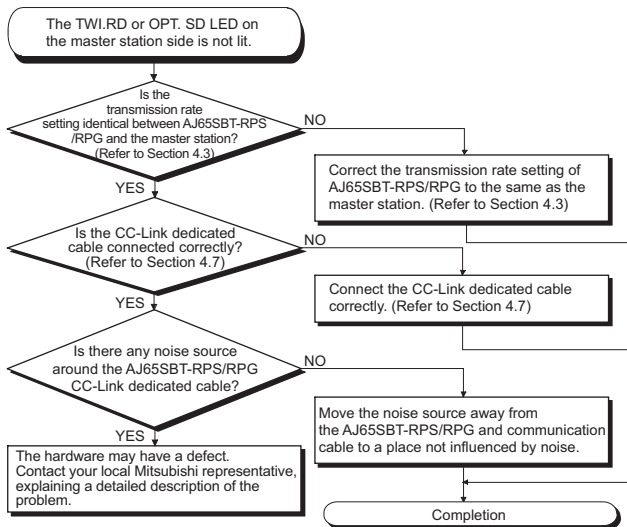 The TWI.RD or OPT. SD LED on
the master station side is not lit.
Is the
transmission rate
setting identical between AJ65SBT-RPS
/RPG and the master station?
(Refer to Section 4.3)
NO
YES
Correct the transmission rate setting of
AJ65SBT-RPS/RPG to the same as the
master station. (Refer to Section 4.3)
Is the CC-Link dedicated
cable connected correctly?
(Refer to Section 4.7)
NO
YES
Connect the CC-Link dedicated cable
correctly. (Refer to Section 4.7)
Is there any noise source
around the AJ65SBT-RPS/RPG
CC-Link dedicated cable?
NO
YES
Move the noise source away from
the AJ65SBT-RPS/RPG and communication
cable to a place not influenced by noise.
The hardware may have a defect.
Contact your local Mitsubishi representative,
explaining a detailed description of the
problem.
Completion